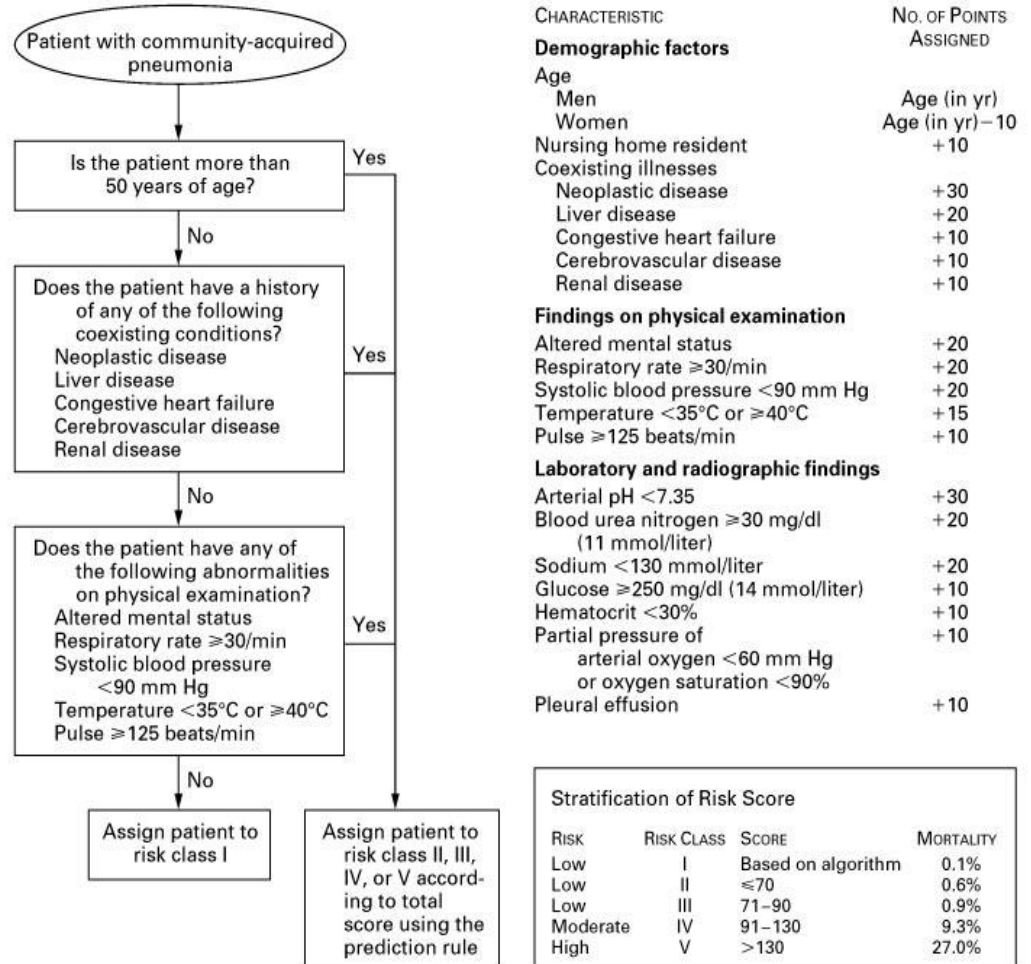 Patient with community-acquired
pneumonia
Is the patient more than
50 years of age?
Yes
No
Does the patient have a history
of any of the following
coexisting conditions?
Neoplastic disease
Liver disease
Congestive heart failure
Cerebrovascular disease
Renal disease
Yes
No
Does the patient have any of
the following abnormalities
on physical examination?
Altered mental status
Respiratory rate ⩾30/min
Systolic blood pressure
<90 mm Hg
Temperature <35°C or ⩾40°C
Pulse ⩾125 beats/min
Yes
No
Assign patient to
risk class I
Assign patient to
risk class II, III,
IV, or V accord-
ing to total
score using the
prediction rule
CHARACTERISTIC NO. OF POINTS
ASSIGNED
Demographic factors
Age
Men Age (in yr)
Women Age (in yr)−10
Nursing home resident +10
Coexisting illnesses
Neoplastic disease +30
Liver disease +20
Congestive heart failure +10
Cerebrovascular disease +10
Renal disease +10
Findings on physical examination
Altered mental status +20
Respiratory rate ⩾30/min +20
Systolic blood pressure <90 mm Hg +20
Temperature <35°C or ⩾40°C +15
Pulse ⩾125 beats/min +10
Laboratory and radiographic findings
Arterial pH <7.35 +30
Blood urea nitrogen ⩾30 mg/dl +20
(11 mmol/liter)
Sodium <130 mmol/liter +20
Glucose ⩾250 mg/dl (14 mmol/liter) +10
Hematocrit <30% +10
Partial pressure of +10
arterial oxygen <60 mm Hg
or oxygen saturation <90%
Pleural effusion +10
Stratification of Risk Score
RISK RISK CLASS SCORE MORTALITY
Low I Based on algorithm 0.1%
Low II ⩽70 0.6%
Low III 71–90 0.9%
Moderate IV 91–130 9.3%
High V >130 27.0%